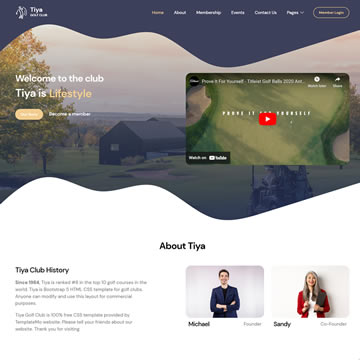 Tiya
GOLF CLUB
Home
About
Membership
Events
Contact Us
Pages
Member Login
Welcome to the club
Tiya is Lifestyle
Become a member
Prove It For Yourself - Titleist Golf Balls 2020 Ast...
Watch later
Share
PROVE IT FOR YOURSELF
Watch on YouTube
About Tiya
Tiya Club History
Since 1984, Tiya is ranked #8 in the top 10 golf courses in the
world. Tiya is Bootstrap 5 HTML CSS template for golf clubs.
Anyone can modify and use this layout for commercial
purposes.
Tiya Golf Club is 100% free CSS template provided by
TemplateMo website. Please tell your friends about our
website. Thank you for visiting.
Michael
Founder
Sandy
Co-Founder